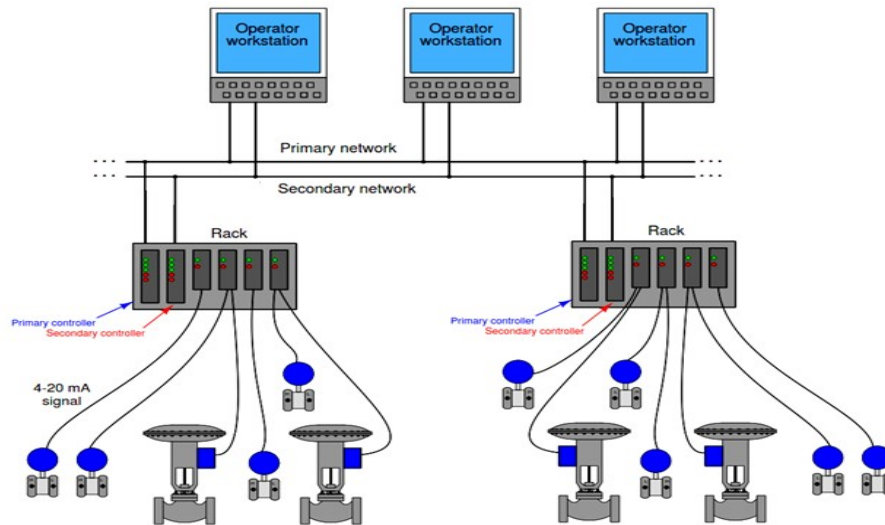 Operator
workstation
Operator
workstation
Operator
workstation
Primary network
Secondary network
Rack
Rack
Primary controller
Secondary controller
Primary controller
Secondary controller
4-20 mA
signal